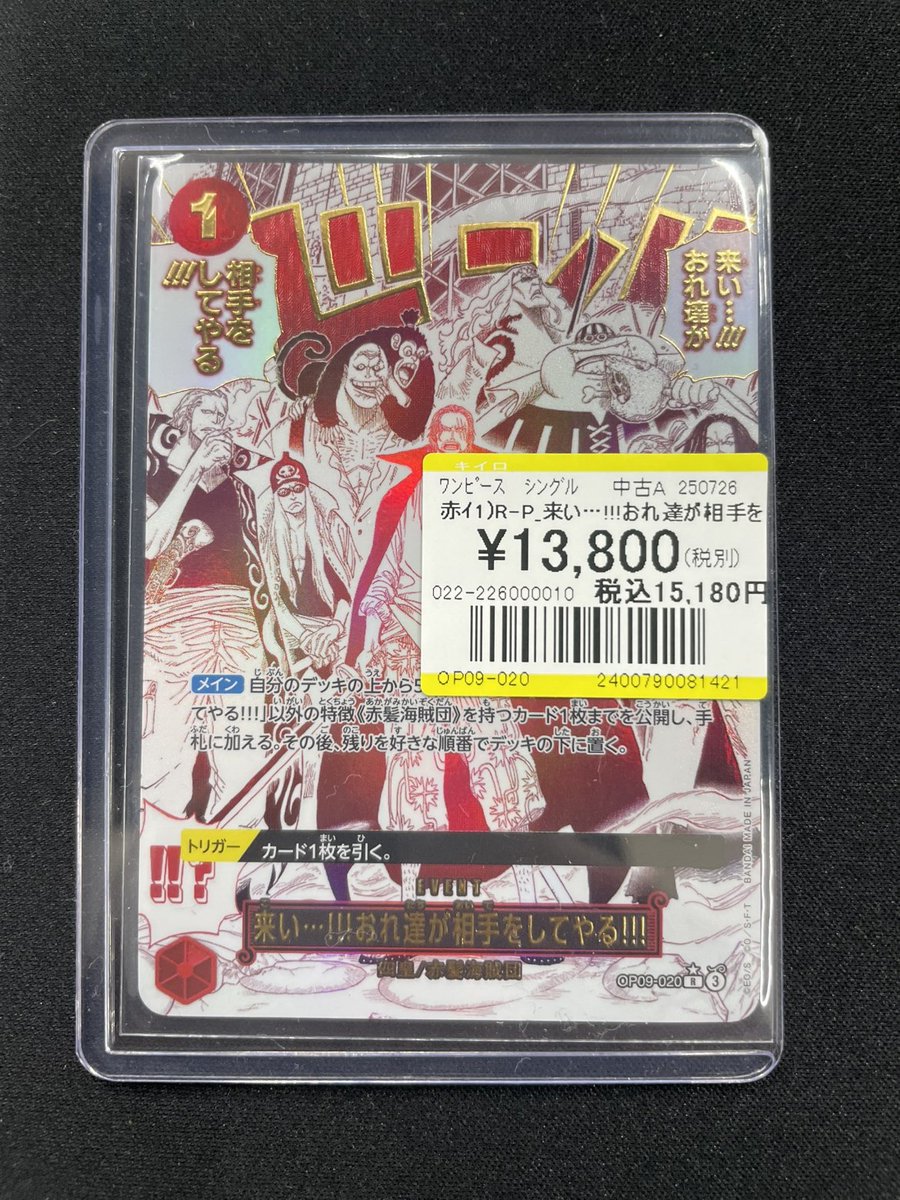 1
来い…!!!
おれ達が
相手を
してやる
!!!
ドーン
キイロ
ワンピース シングル 中古A 250726
赤イ1)R-P_来い…!!!おれ達が相手を
¥13,800(税別)
022-226000010 税込15,180円
OP09-020 2400790081421
メイン 自分のデッキの上から5
てやる!!!」以外の特徴《赤髪海賊団》を持つカード1枚までを公開し、手
札に加える。その後、残りを好きな順番でデッキの下に置く。
トリガー カード1枚を引く。
!!?
EVENT
来い…!!!おれ達が相手をしてやる!!!
四皇/赤髪海賊団
OP09-020 R 3
©E.O/S. ©O/ S･F･T BANDAI MADE IN JAPAN